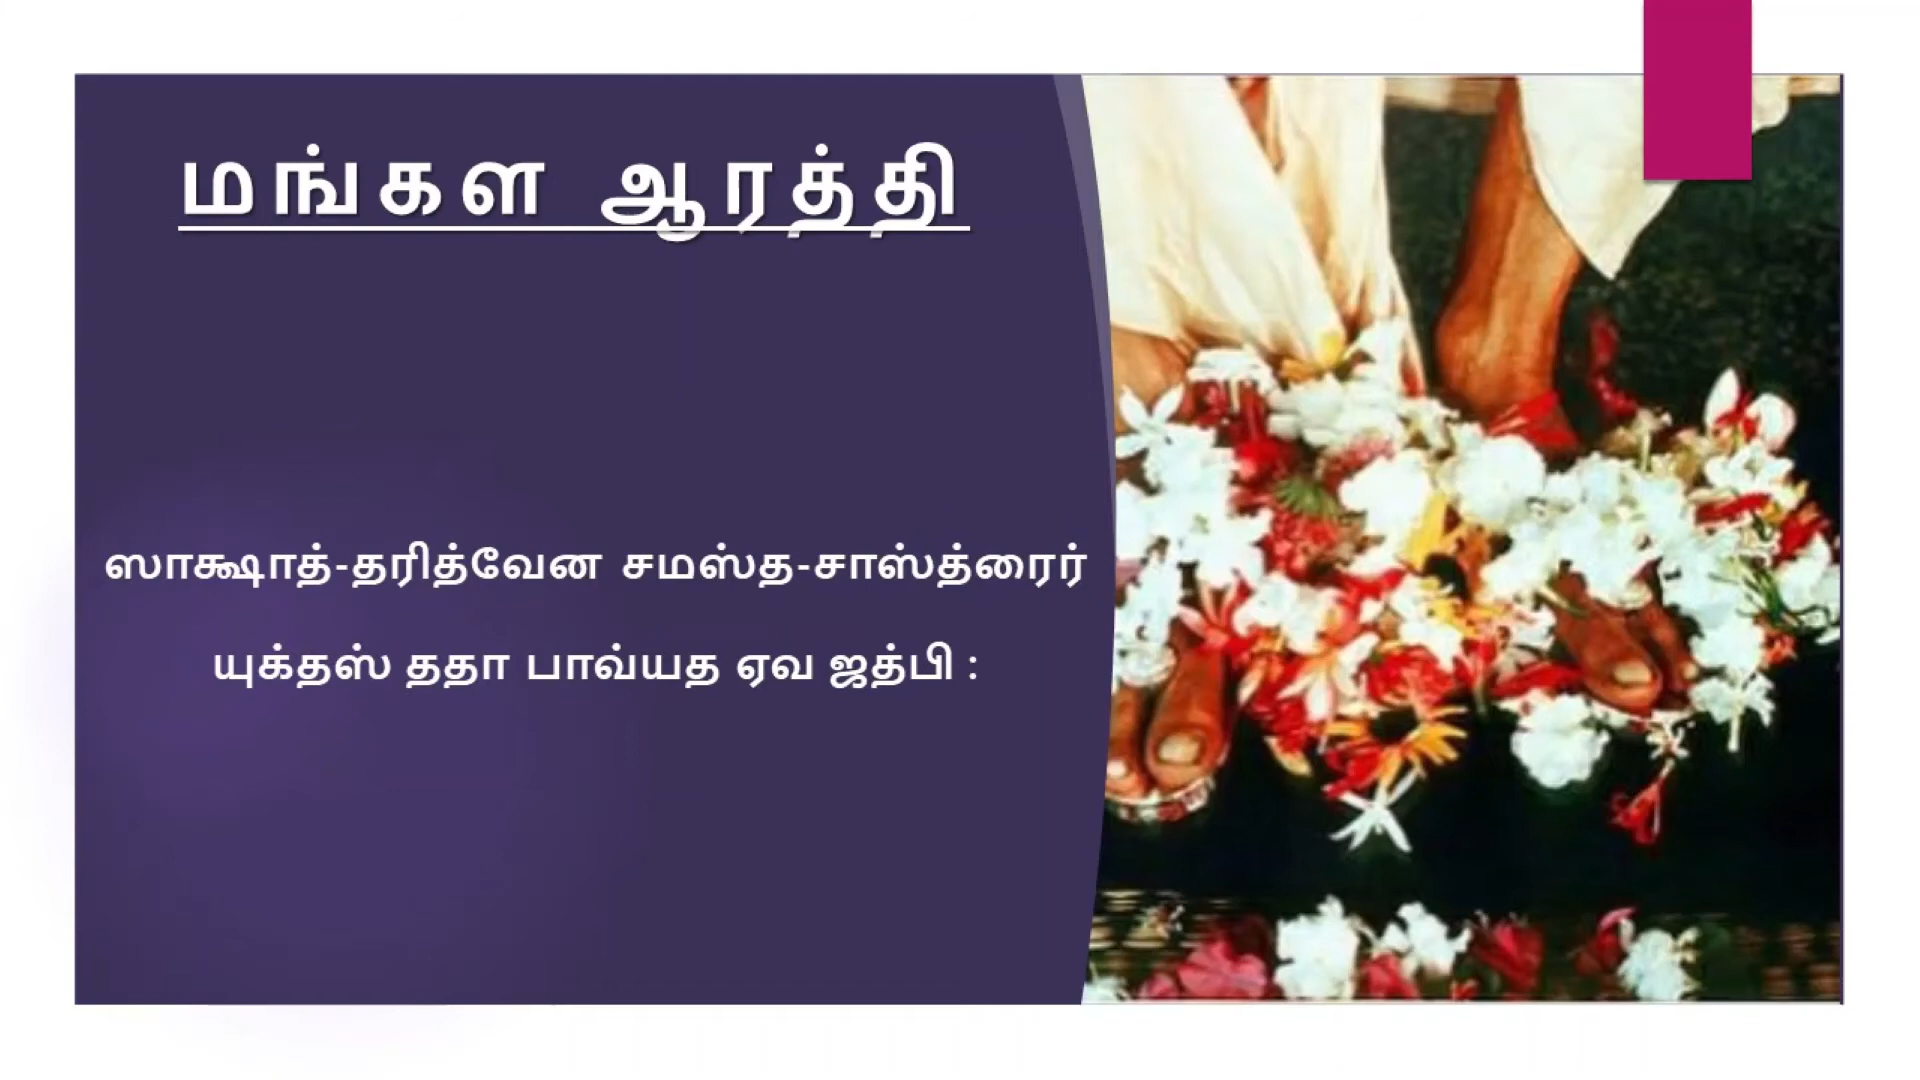 மங்கள ஆரத்தி
ஸாக்ஷாத்-தரித்வேன சமஸ்த-சாஸ்த்ரைர்
யுக்தஸ் ததா பாவ்யத ஏவ ஜத்பி :